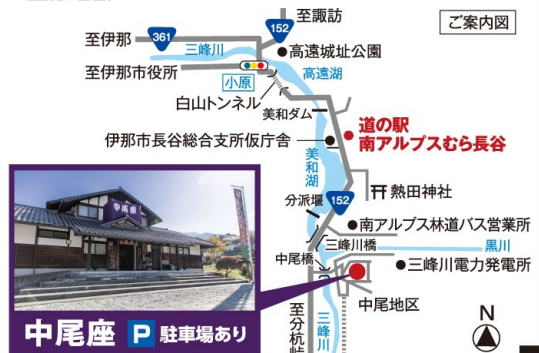 至諏訪
ご案内図
152
至伊那
361
三峰川
高遠城址公園
至伊那市役所
小原
高遠湖
白山トンネル
美和ダム
道の駅
南アルプスむら長谷
伊那市長谷総合支所仮庁舎
美和湖
分派堰
152
熱田神社
南アルプス林道バス営業所
三峰川橋
黒川
中尾橋
三峰川電力発電所
中尾地区
至分杭峠
三峰川
N
中尾座
中尾座 P 駐車場あり